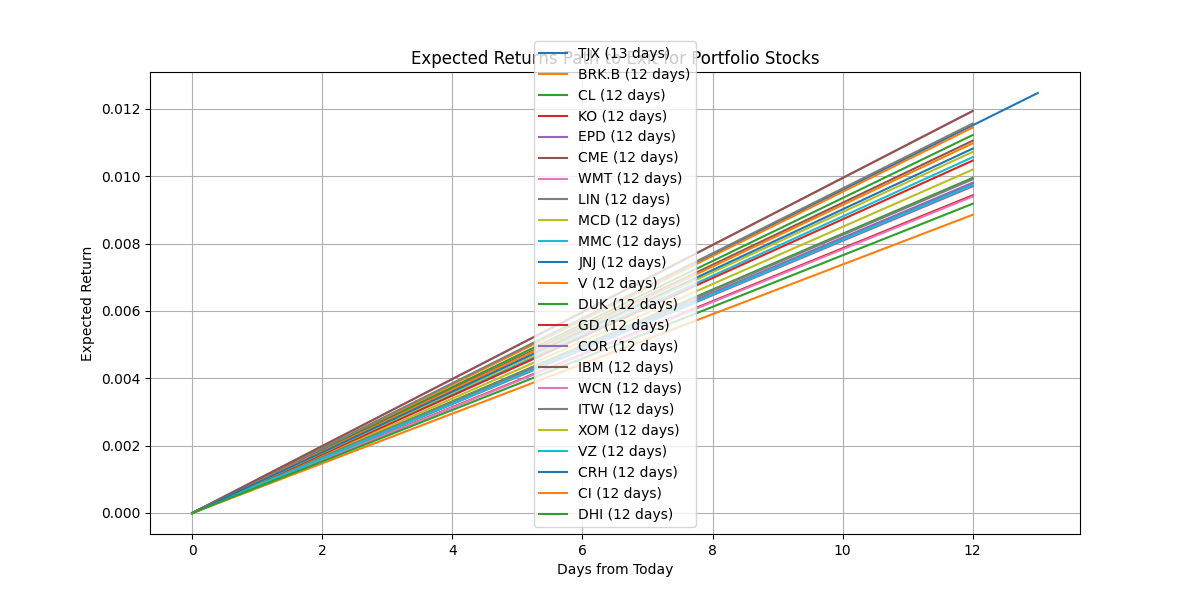 Expected Returns Path to Exit for Portfolio Stocks
TJX (13 days)
BRK.B (12 days)
CL (12 days)
KO (12 days)
EPD (12 days)
CME (12 days)
WMT (12 days)
LIN (12 days)
MCD (12 days)
MMC (12 days)
JNJ (12 days)
V (12 days)
DUK (12 days)
GD (12 days)
COR (12 days)
IBM (12 days)
WCN (12 days)
ITW (12 days)
XOM (12 days)
VZ (12 days)
CRH (12 days)
CI (12 days)
DHI (12 days)
Expected Return
0.012
0.010
0.008
0.006
0.004
0.002
0.000
0 2 4 6 8 10 12
Days from Today